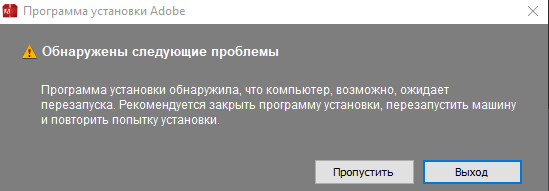 Программа установки Adobe
Обнаружены следующие проблемы
Программа установки обнаружила, что компьютер, возможно, ожидает
перезапуска. Рекомендуется закрыть программу установки, перезапустить машину
и повторить попытку установки.
Пропустить
Выход